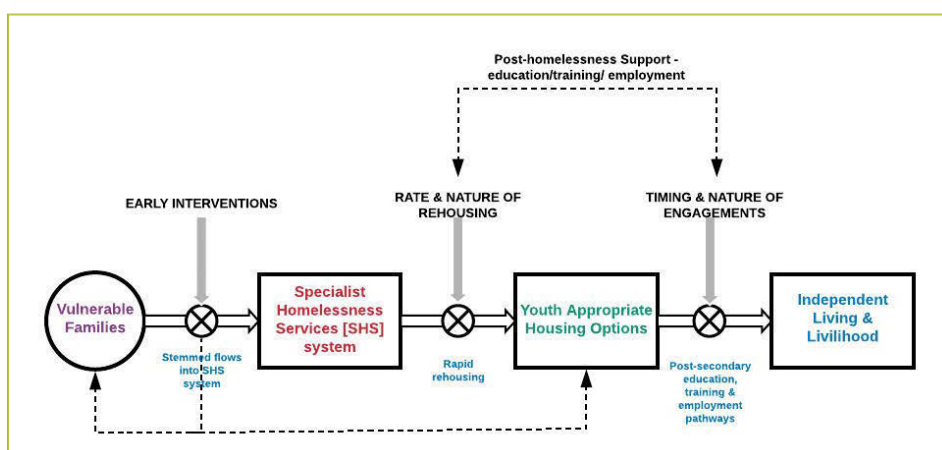 Post-homelessness Support -
education/training/ employment
EARLY INTERVENTIONS
RATE & NATURE OF
REHOUSING
TIMING & NATURE OF
ENGAGEMENTS
Vulnerable
Families
Specialist
Homelessness
Services [SHS]
system
Youth Appropriate
Housing Options
Independent
Living &
Livilihood
Stemmed flows
into SHS
system
Rapid
rehousing
Post-secondary
education,
training &
employment
pathways